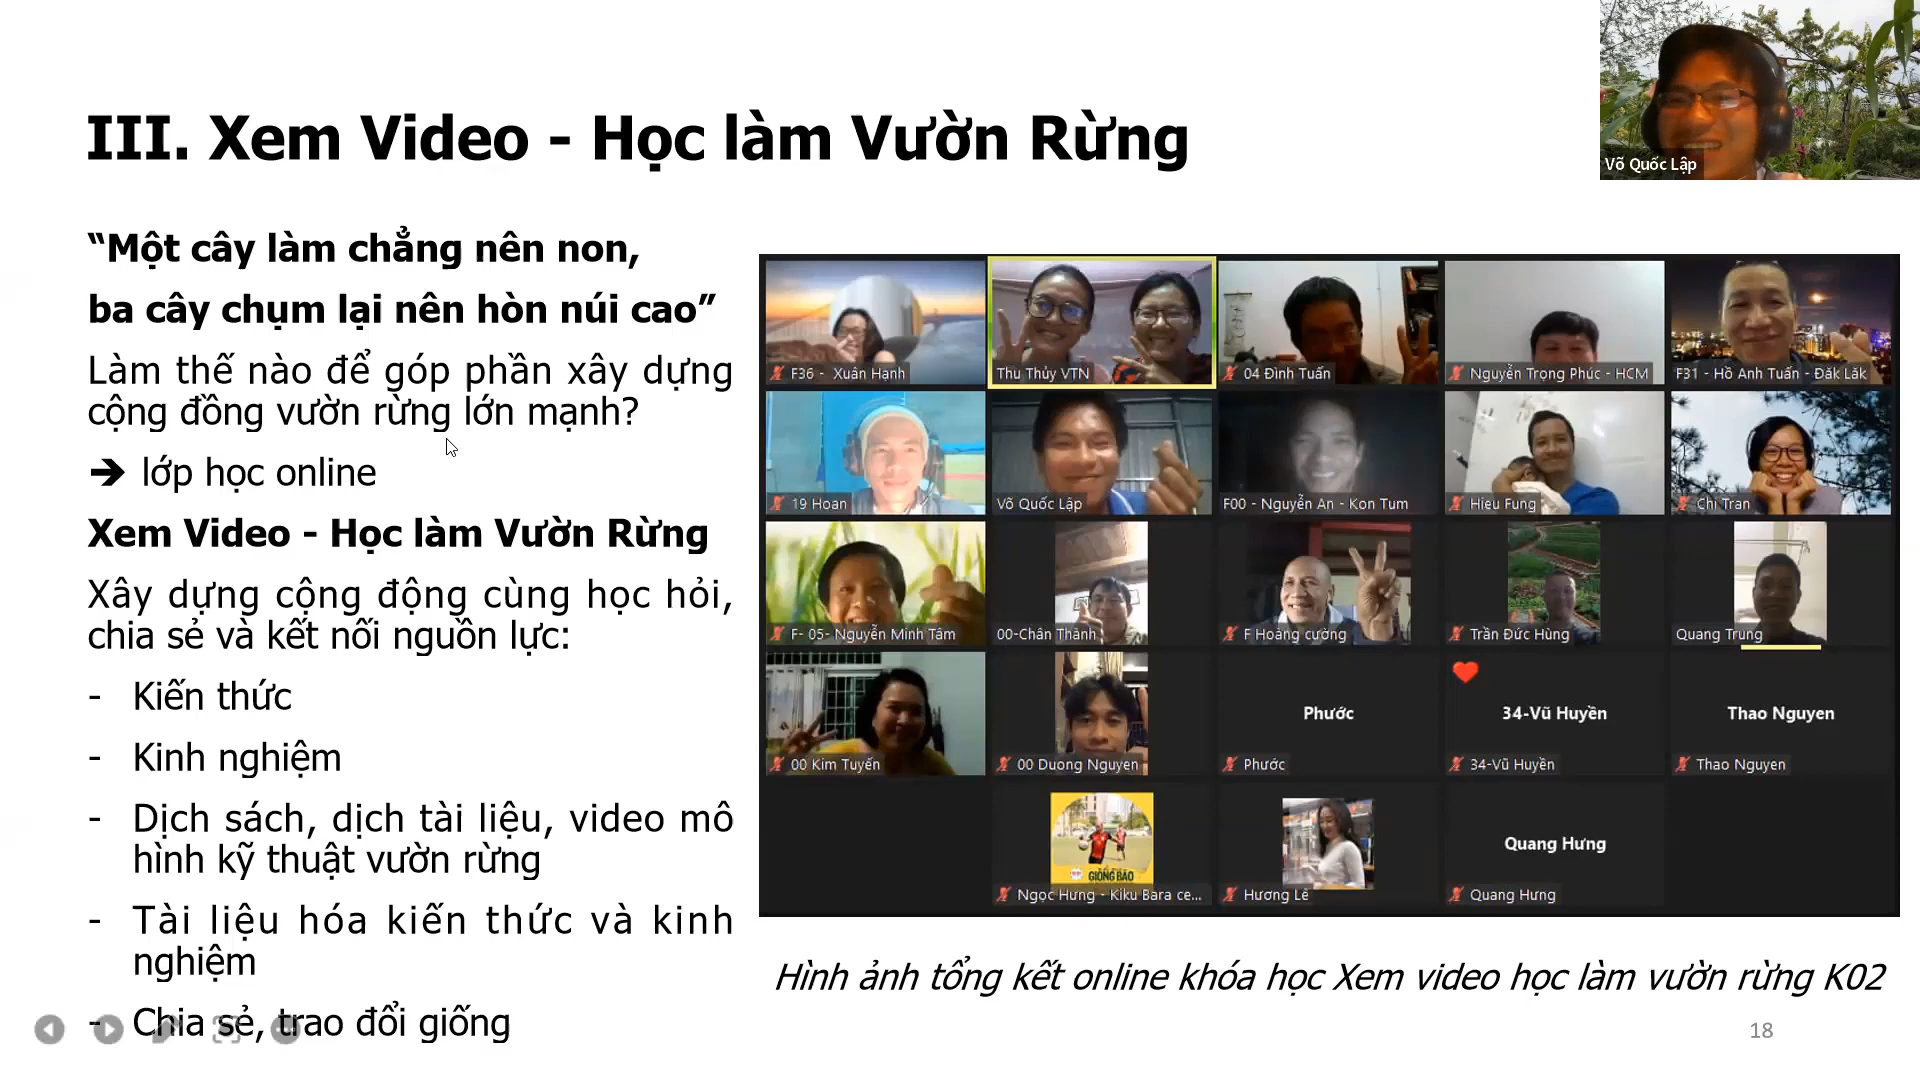 III. Xem Video - Học làm Vườn Rừng
Võ Quốc Lập
“Một cây làm chẳng nên non,
ba cây chụm lại nên hòn núi cao”
Làm thế nào để góp phần xây dựng
cộng đồng vườn rừng lớn mạnh?
➔ lớp học online
Xem Video - Học làm Vườn Rừng
Xây dựng cộng động cùng học hỏi,
chia sẻ và kết nối nguồn lực:
- Kiến thức
- Kinh nghiệm
- Dịch sách, dịch tài liệu, video mô
hình kỹ thuật vườn rừng
- Tài liệu hóa kiến thức và kinh
nghiệm
- Chia sẻ, trao đổi giống
F36 - Xuân Hạnh
Thu Thủy VTN
04 Đình Tuấn
Nguyễn Trọng Phúc - HCM
F31 - Hồ Anh Tuấn - Đăk Lăk
19 Hoan
Võ Quốc Lập
F00 - Nguyễn An - Kon Tum
Hieu Fung
Chi Tran
F- 05- Nguyễn Minh Tâm
00-Chân Thành
F Hoàng cường
Trần Đức Hùng
Quang Trung
00 Kim Tuyến
00 Duong Nguyen
Phước
Phước
34-Vũ Huyền
34-Vũ Huyền
Thao Nguyen
Thao Nguyen
GIỐNG BÀO
Ngọc Hưng - Kiku Bara ce...
Hương Lê
Quang Hưng
Quang Hưng
Hình ảnh tổng kết online khóa học Xem video học làm vườn rừng K02
18